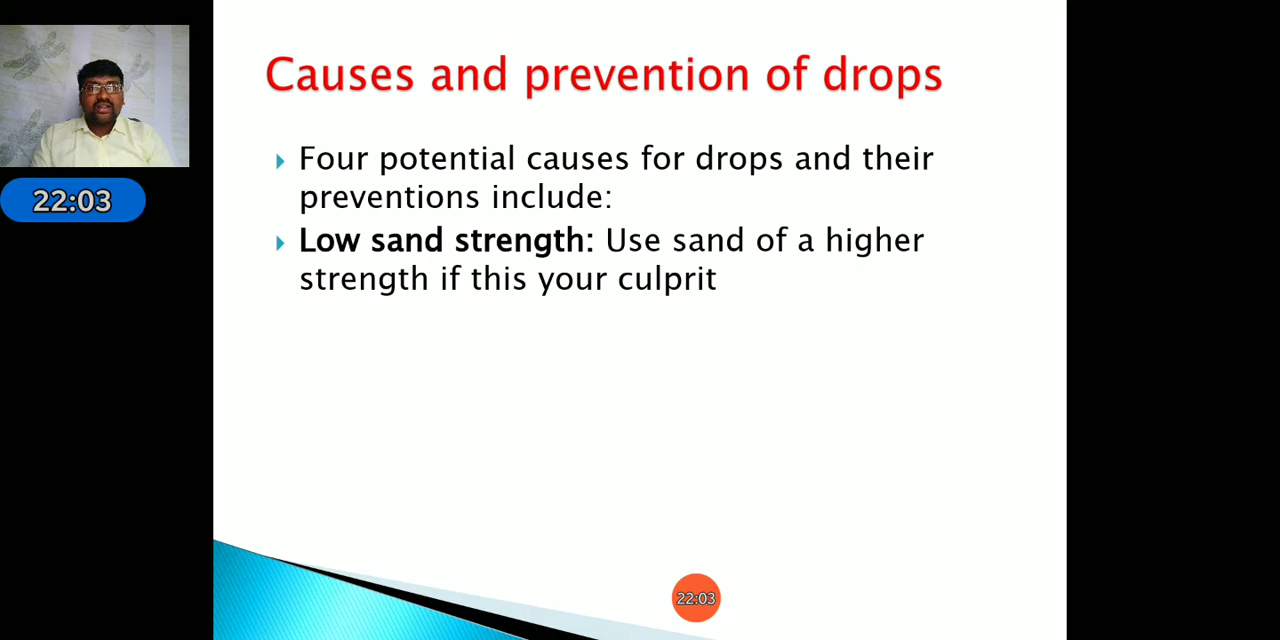 Causes and prevention of drops
Four potential causes for drops and their
preventions include:
22:03
Low sand strength: Use sand of a higher
strength if this your culprit
22:03